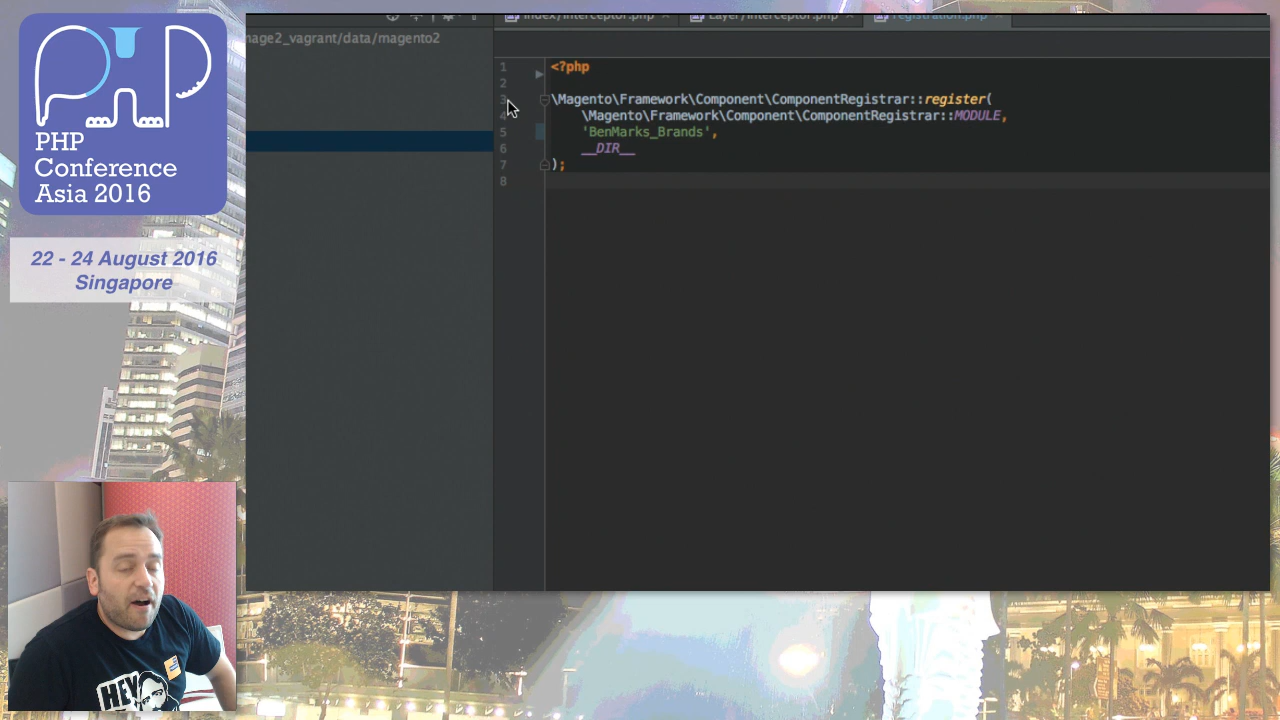 PHP
Conference
Asia 2016
22 - 24 August 2016
Singapore
mage2_vagrant/data/magento2
Index/Interceptor.php
Layer/Interceptor.php
registration.php
1 <?php
2
3 \Magento\Framework\Component\ComponentRegistrar::register(
4 \Magento\Framework\Component\ComponentRegistrar::MODULE,
5 'BenMarks_Brands',
6 __DIR__
7 );
8
HEY